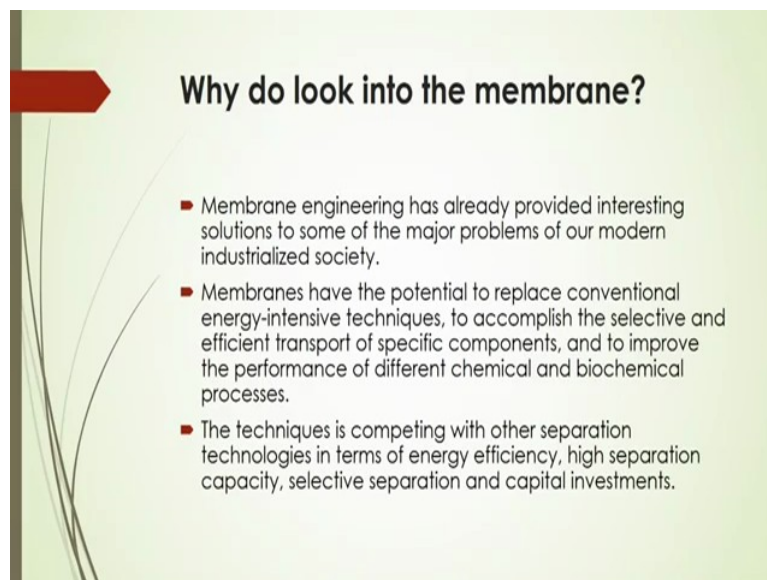 Why do look into the membrane?
Membrane engineering has already provided interesting
solutions to some of the major problems of our modern
industrialized society.
Membranes have the potential to replace conventional
energy-intensive techniques, to accomplish the selective and
efficient transport of specific components, and to improve
the performance of different chemical and biochemical
processes.
The techniques is competing with other separation
technologies in terms of energy efficiency, high separation
capacity, selective separation and capital investments.